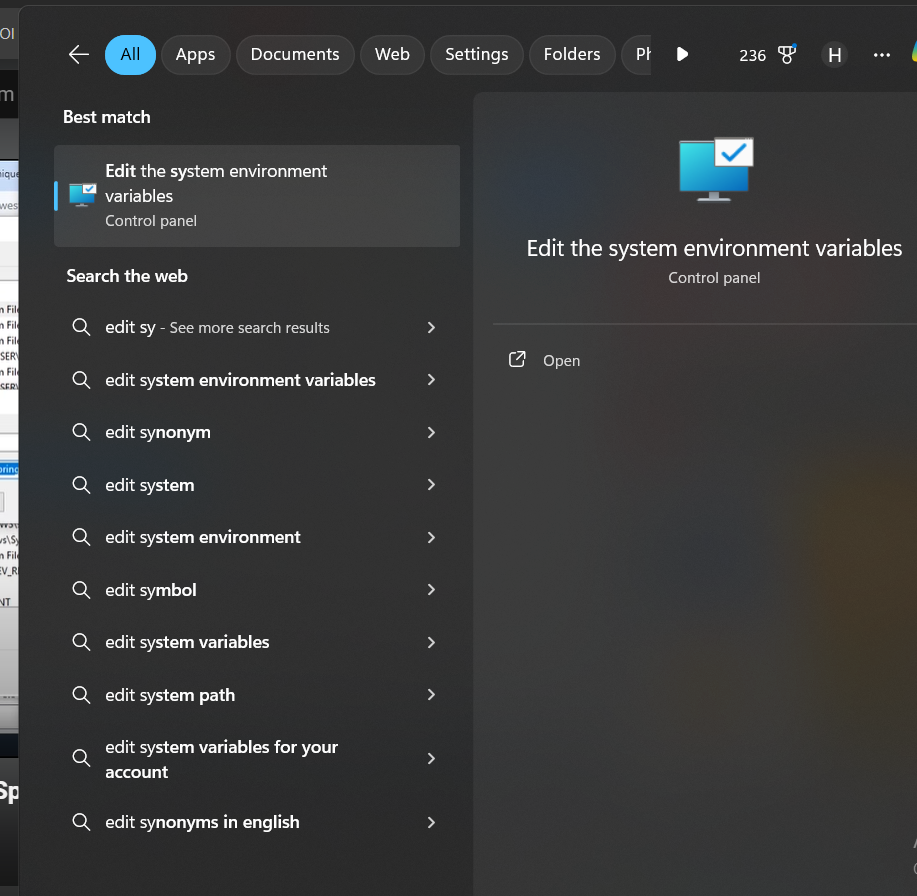 OI
All
Apps
Documents
Web
Settings
Folders
236
H
m
Best match
Edit the system environment
variables
Control panel
Search the web
edit sy - See more search results
edit system environment variables
edit synonym
edit system
edit system environment
edit symbol
edit system variables
edit system path
edit system variables for your
account
edit synonyms in english
Edit the system environment variables
Control panel
Open
Sp